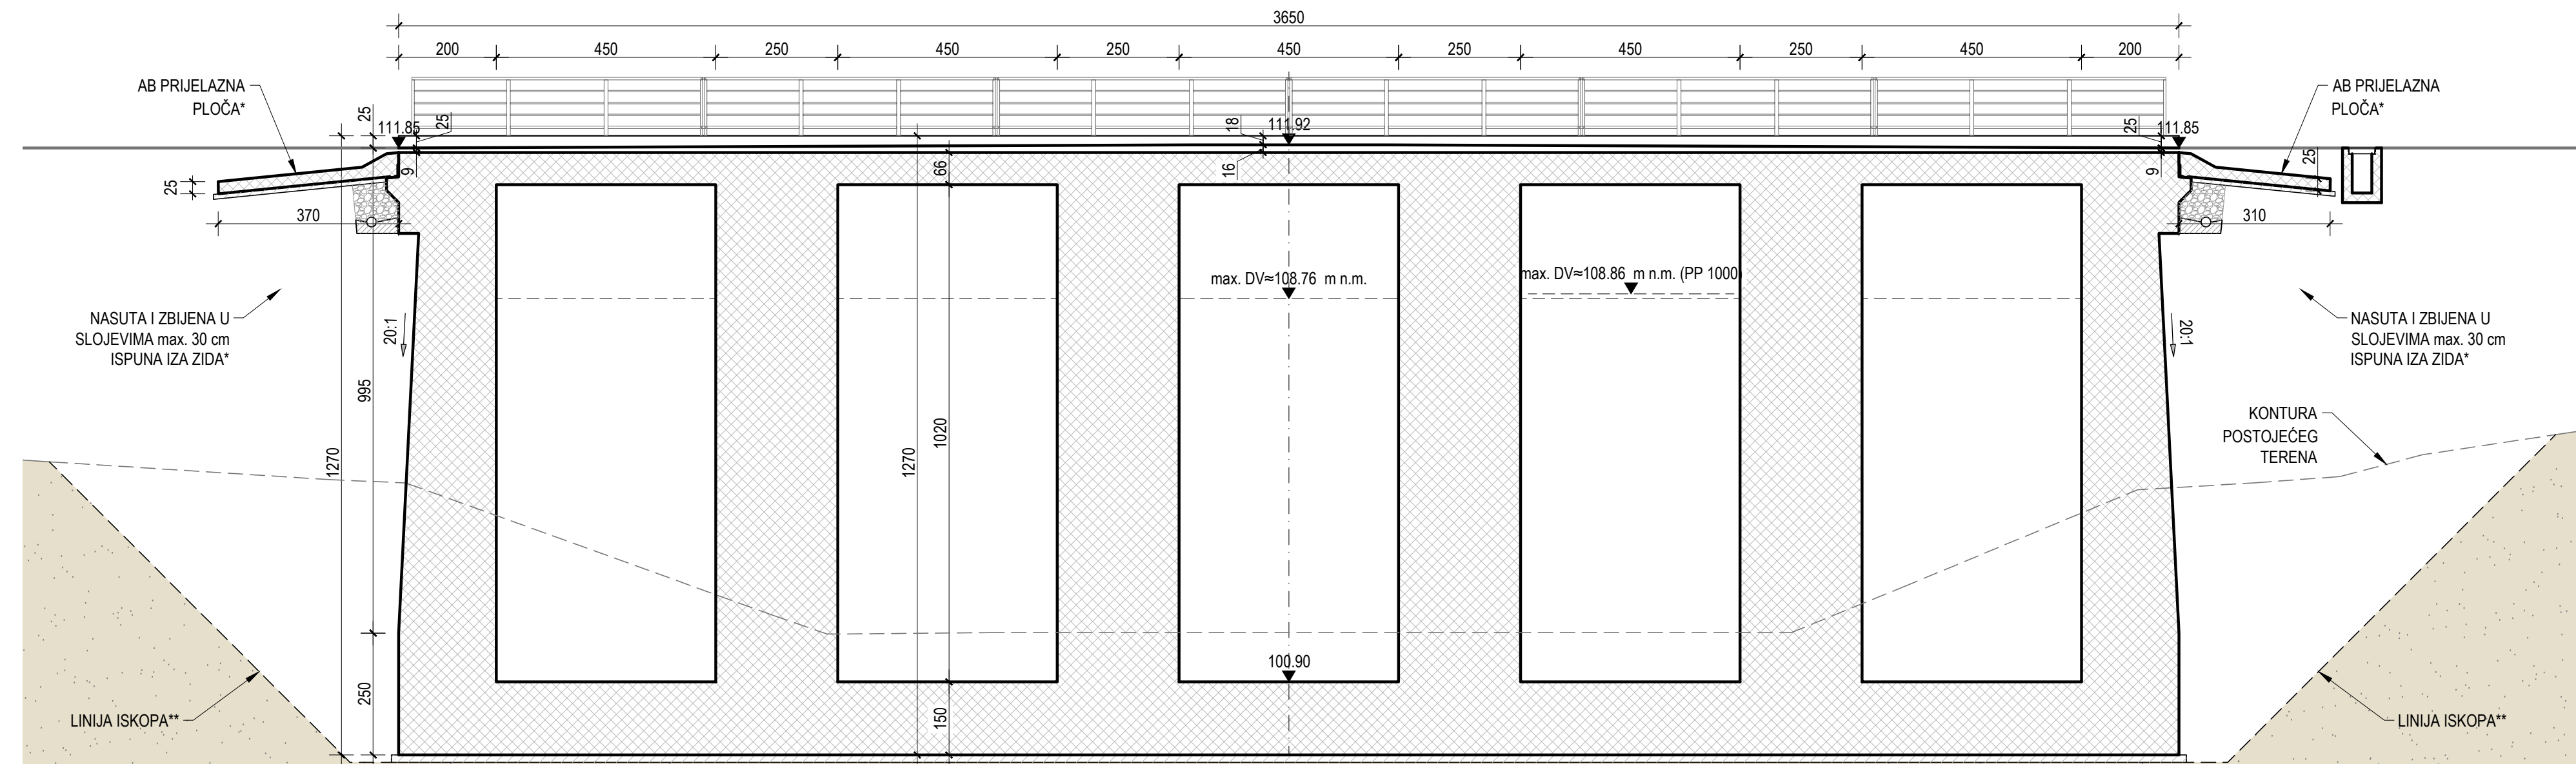 3650
200 450 250 450 250 450 250 450 250 450 200
AB PRIJELAZNA
PLOČA*
AB PRIJELAZNA
PLOČA*
25
111.85
25
18
111.92
25
111.85
9
66
16
9
25
25
370
310
max. DV≈108.76 m n.m.
max. DV≈108.86 m n.m. (PP 1000)
NASUTA I ZBIJENA U
SLOJEVIMA max. 30 cm
ISPUNA IZA ZIDA*
20:1
20:1
NASUTA I ZBIJENA U
SLOJEVIMA max. 30 cm
ISPUNA IZA ZIDA*
995
1270
1270
1020
KONTURA
POSTOJEĆEG
TERENA
100.90
250
150
LINIJA ISKOPA**
LINIJA ISKOPA**